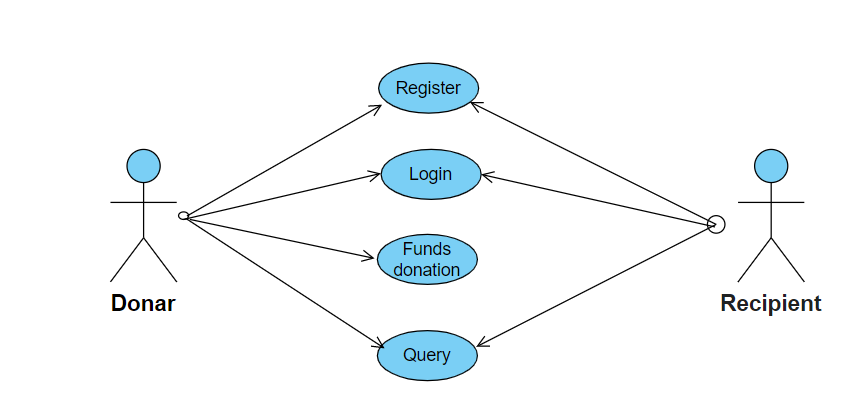 Register
Login
Funds
donation
Query
Donar
Recipient